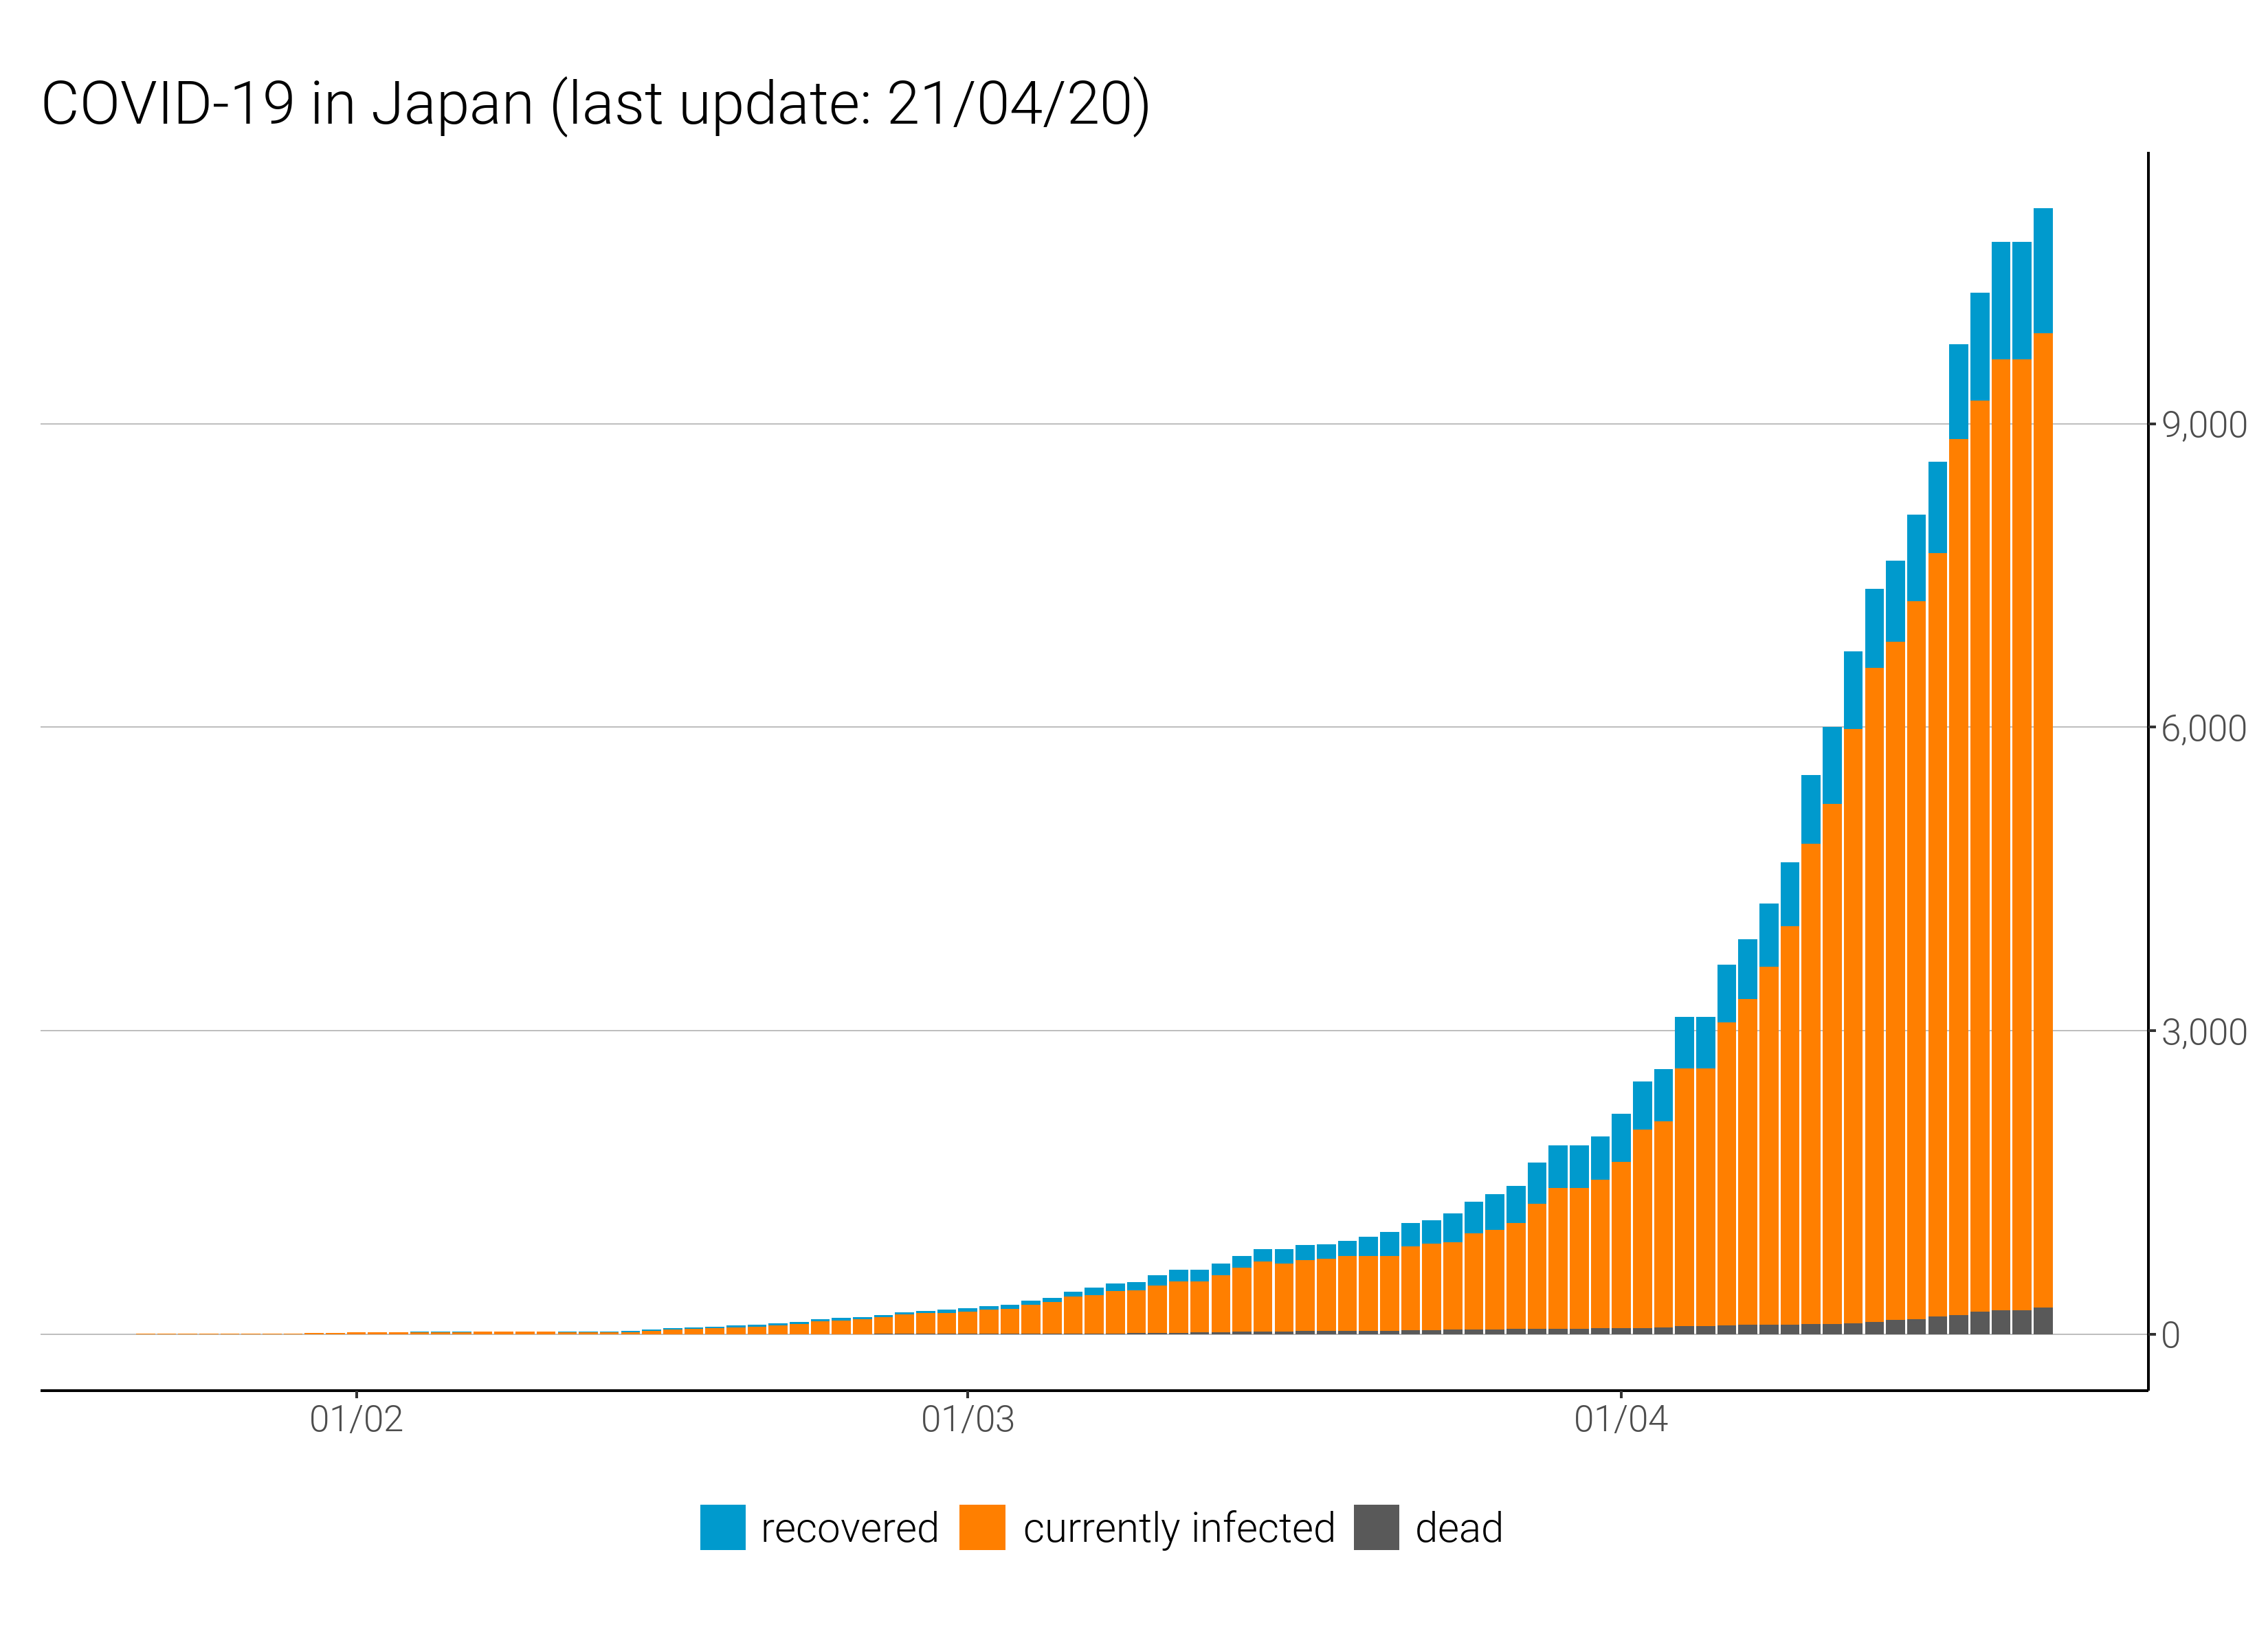 COVID-19 in Japan (last update: 21/04/20)
9,000
6,000
3,000
0
01/02 01/03 01/04
recovered currently infected dead